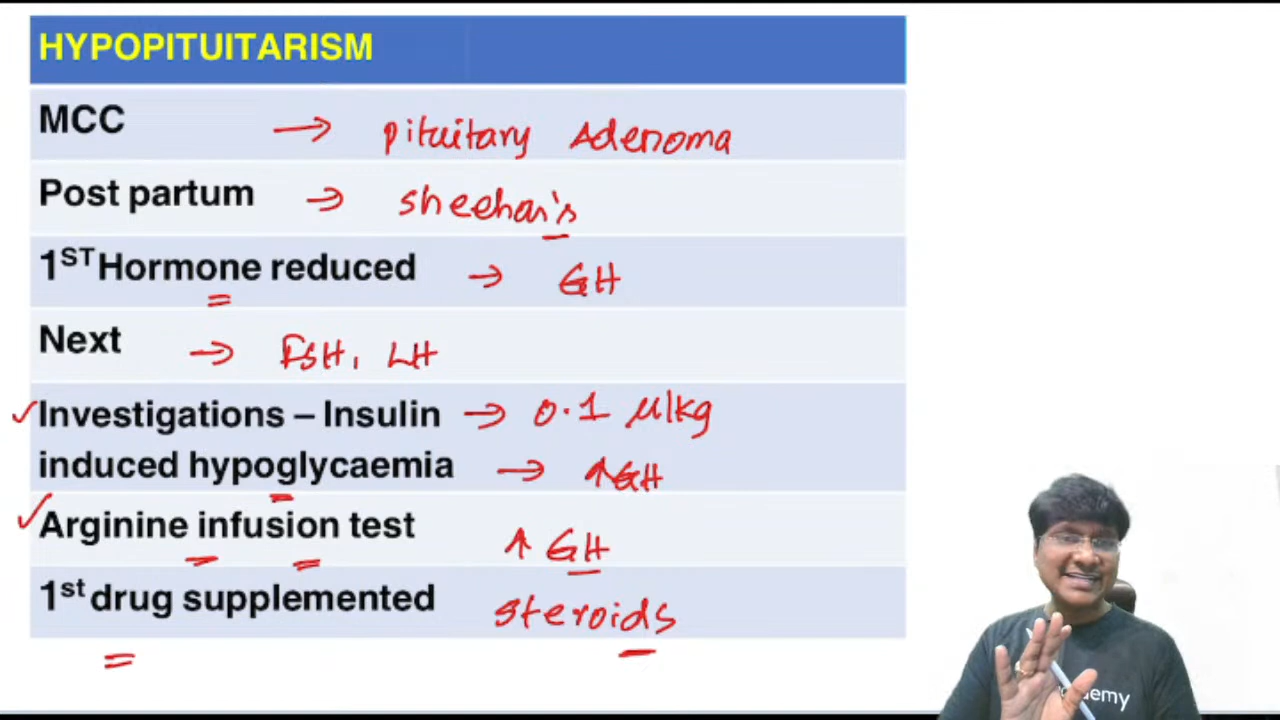 HYPOPITUITARISM
MCC → pituitary Adenoma
Post partum → sheehan's
1ST Hormone reduced → GH
Next → FSH, LH
✓Investigations – Insulin → 0.1 μ/kg
induced hypoglycaemia → ↑GH
✓Arginine infusion test ↑ GH
1st drug supplemented steroids
demy